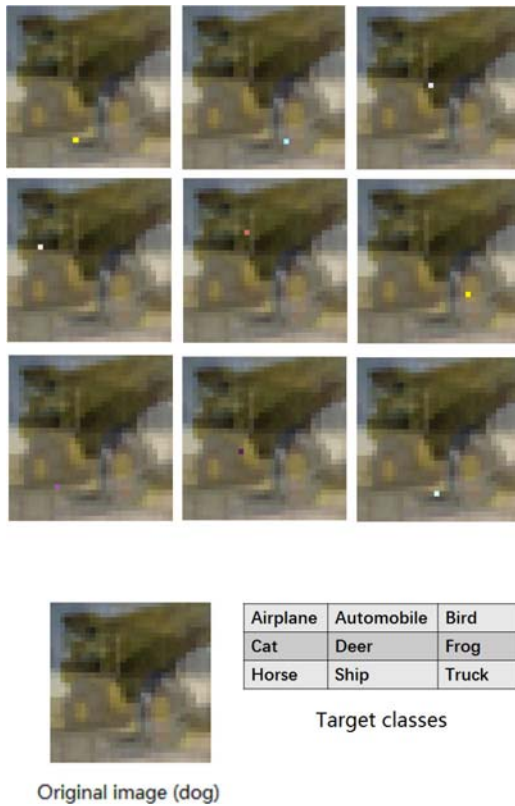 Airplane Automobile Bird
Cat Deer Frog
Horse Ship Truck
Target classes
Original image (dog)